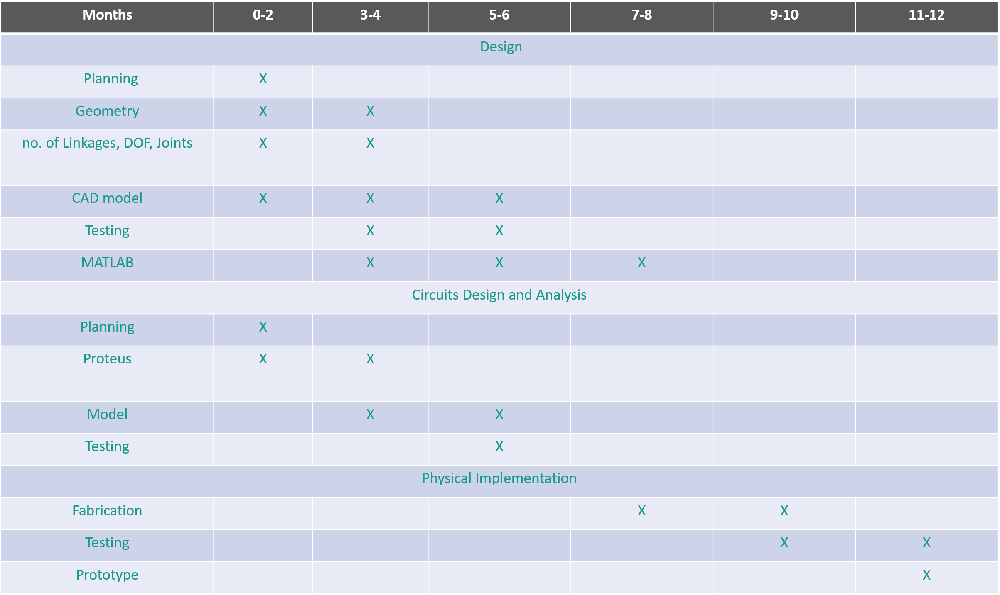 Months 0-2 3-4 5-6 7-8 9-10 11-12
Design
Planning X
Geometry X X
no. of Linkages, DOF, Joints X X
CAD model X X X
Testing X X
MATLAB X X X
Circuits Design and Analysis
Planning X
Proteus X X
Model X X
Testing X
Physical Implementation
Fabrication X X
Testing X X
Prototype X